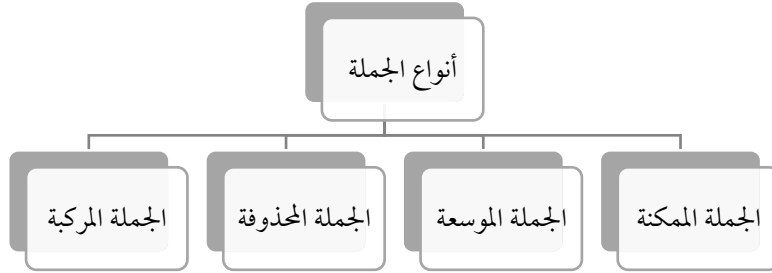 أنواع الجملة
الجملة الممكنة
الجملة الموسعة
الجملة المحذوفة
الجملة المركبة